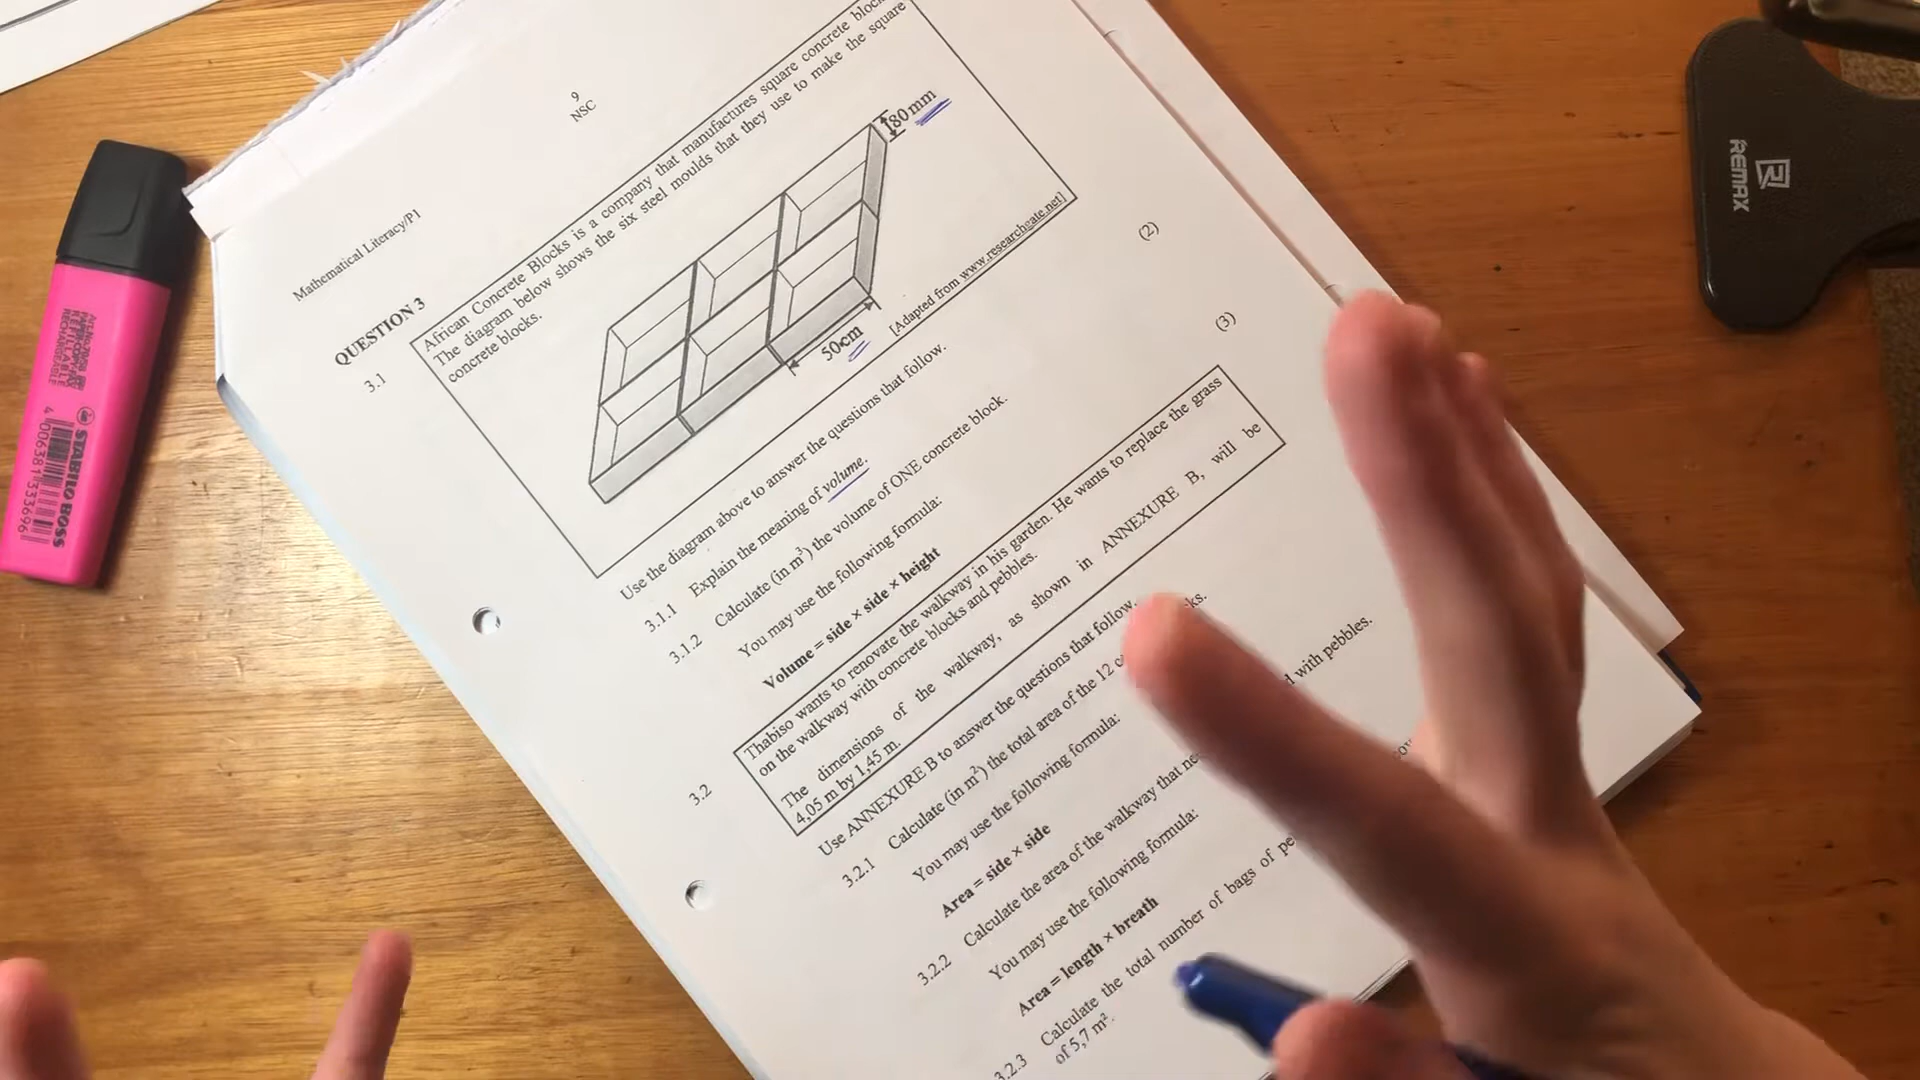 9
NSC
Mathematical Literacy/P1
QUESTION 3
3.1
African Concrete Blocks is a company that manufactures square concrete
The diagram below shows the six steel moulds that they use to make the square
concrete blocks.
180 mm
50 cm
[Adapted from www.researchgate.net]
Use the diagram above to answer the questions that follow.
3.1.1 Explain the meaning of volume. (2)
3.1.2 Calculate (in m³) the volume of ONE concrete block.
You may use the following formula:
Volume = side × side × height (3)
3.2
Thabiso wants to renovate the walkway in his garden. He wants to replace the grass
on the walkway with concrete blocks and pebbles.
The dimensions of the walkway, as shown in ANNEXURE B, will be
4,05 m by 1,45 m.
Use ANNEXURE B to answer the questions that follow.
3.2.1 Calculate (in m²) the total area of the 12
You may use the following formula:
Area = side × side
3.2.2 Calculate the area of the walkway that with pebbles.
You may use the following formula:
Area = length × breath
3.2.3 Calculate the total number of bags of
of 5,7 m².
STABILO BOSS
4 006381 333696
REMAX